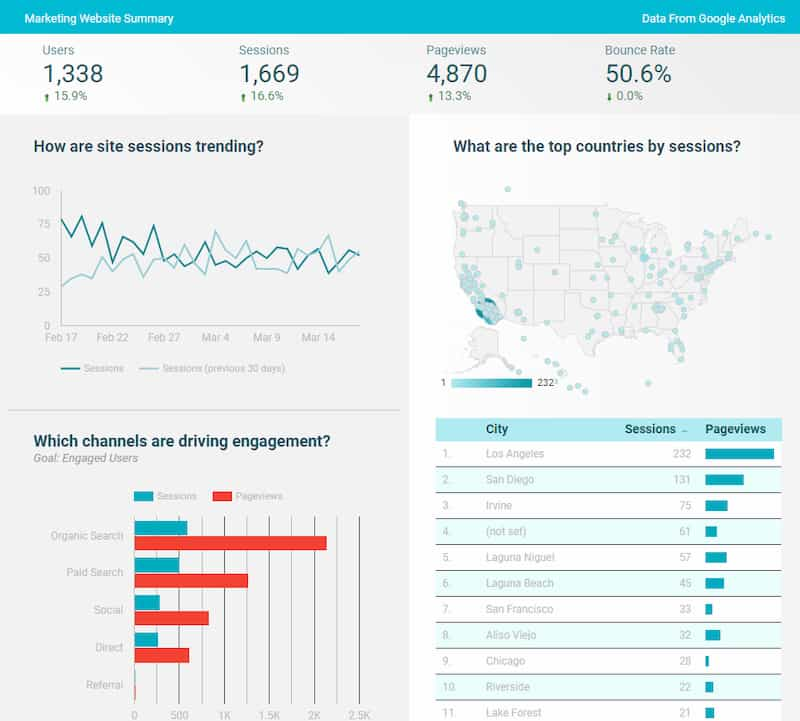 Marketing Website Summary
Data From Google Analytics
Users
1,338
15.9%
Sessions
1,669
16.6%
Pageviews
4,870
13.3%
Bounce Rate
50.6%
0.0%
How are site sessions trending?
100
75
50
25
0
Feb 17 Feb 22 Feb 27 Mar 4 Mar 9 Mar 14
Sessions Sessions (previous 30 days)
Which channels are driving engagement?
Goal: Engaged Users
Sessions Pageviews
Organic Search
Paid Search
Social
Direct
Referral
0 500 1K 1.5K 2K 2.5K
What are the top countries by sessions?
1 232
City Sessions Pageviews
1. Los Angeles 232
2. San Diego 131
3. Irvine 75
4. (not set) 61
5. Laguna Niguel 57
6. Laguna Beach 45
7. San Francisco 33
8. Aliso Viejo 32
9. Chicago 28
10. Riverside 22
11. Lake Forest 21